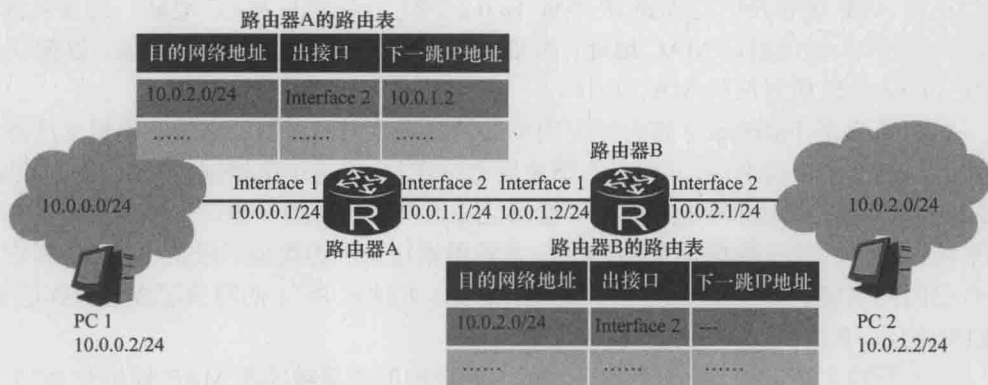 路由器A的路由表
目的网络地址 出接口 下一跳IP地址
10.0.2.0/24 Interface 2 10.0.1.2
...... ...... ......
路由器B
Interface 1 Interface 2 Interface 1 Interface 2
10.0.0.0/24 10.0.2.0/24
10.0.0.1/24 10.0.1.1/24 10.0.1.2/24 10.0.2.1/24
R R
路由器A
路由器B的路由表
目的网络地址 出接口 下一跳IP地址
10.0.2.0/24 Interface 2 ---
...... ...... ......
PC 1
10.0.0.2/24
PC 2
10.0.2.2/24